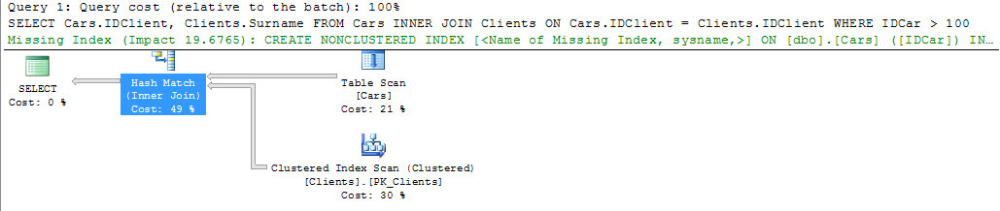 Query 1: Query cost (relative to the batch): 100%
SELECT Cars.IDClient, Clients.Surname FROM Cars INNER JOIN Clients ON Cars.IDClient = Clients.IDClient WHERE IDCar > 100
Missing Index (Impact 19.6765): CREATE NONCLUSTERED INDEX [<Name of Missing Index, sysname,>] ON [dbo].[Cars] ([IDCar]) IN…
SELECT
Cost: 0 %
Hash Match
(Inner Join)
Cost: 49 %
Table Scan
[Cars]
Cost: 21 %
Clustered Index Scan (Clustered)
[Clients].[PK_Clients]
Cost: 30 %